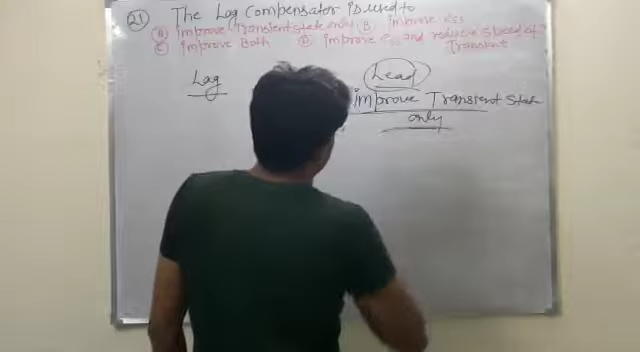 21 The Lag Compensator is used to
A improve Transient state only B improve ess
C improve Both D improve ess and reduce speed of Transient
Lag Lead
improve Transient State
only